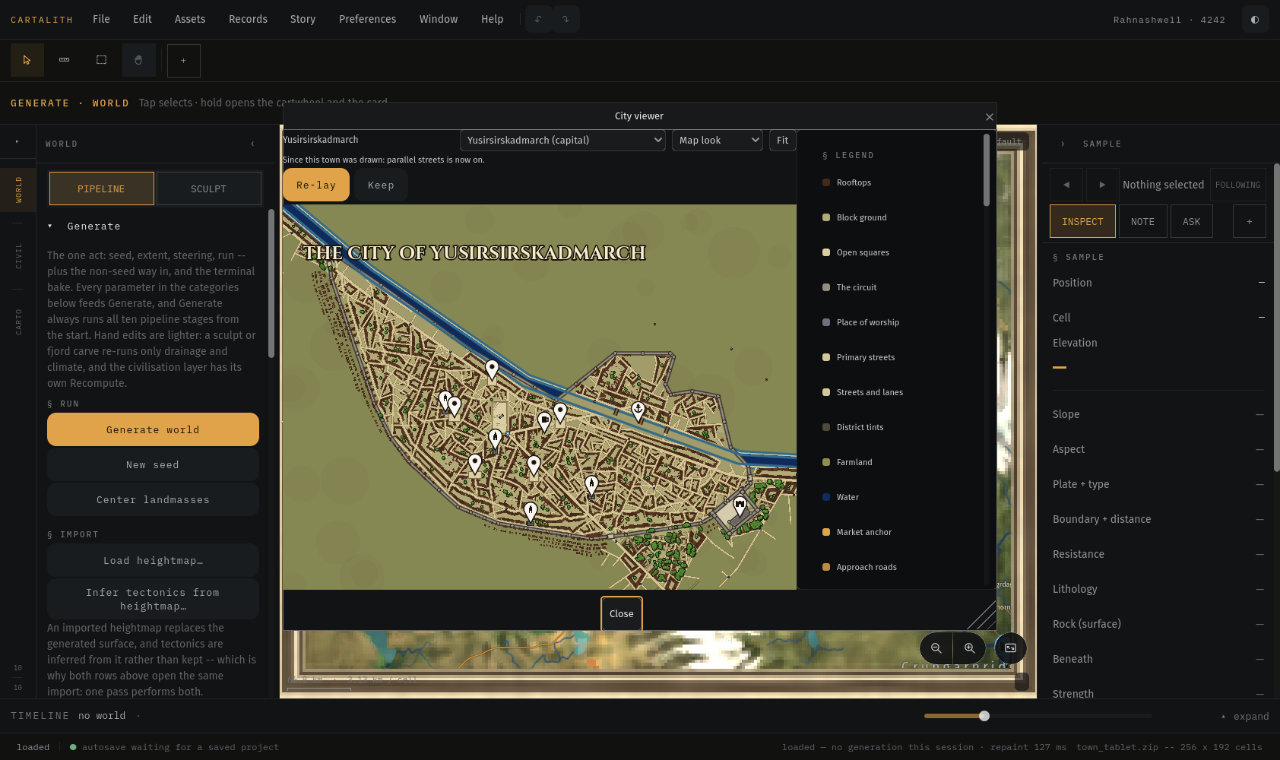 CARTALITH File Edit Assets Records Story Preferences Window Help Rahnashwell · 4242
+
GENERATE · WORLD Tap selects · hold opens the cartwheel and the card
City viewer
WORLD
CIVIL
CARTO
10
10
WORLD
PIPELINE SCULPT
Generate
The one act: seed, extent, steering, run --
plus the non-seed way in, and the terminal
bake. Every parameter in the categories
below feeds Generate, and Generate
always runs all ten pipeline stages from
the start. Hand edits are lighter: a sculpt or
fjord carve re-runs only drainage and
climate, and the civilisation layer has its
own Recompute.
§ RUN
Generate world
New seed
Center landmasses
§ IMPORT
Load heightmap…
Infer tectonics from
heightmap…
An imported heightmap replaces the
generated surface, and tectonics are
inferred from it rather than kept -- which is
why both rows above open the same
import: one pass performs both.
Yusirsirskadmarch Yusirsirskadmarch (capital) Map look Fit
Since this town was drawn: parallel streets is now on.
Re-lay Keep
THE CITY OF YUSIRSIRSKADMARCH
§ LEGEND
Rooftops
Block ground
Open squares
The circuit
Place of worship
Primary streets
Streets and lanes
District tints
Farmland
Water
Market anchor
Approach roads
Close
SAMPLE
Nothing selected FOLLOWING
INSPECT NOTE ASK +
§ SAMPLE
Position —
Cell —
Elevation
Slope —
Aspect —
Plate + type —
Boundary + distance —
Resistance —
Lithology —
Rock (surface) —
Beneath —
Strength —
TIMELINE no world · expand
loaded autosave waiting for a saved project loaded — no generation this session · repaint 127 ms town_tablet.zip -- 256 x 192 cells